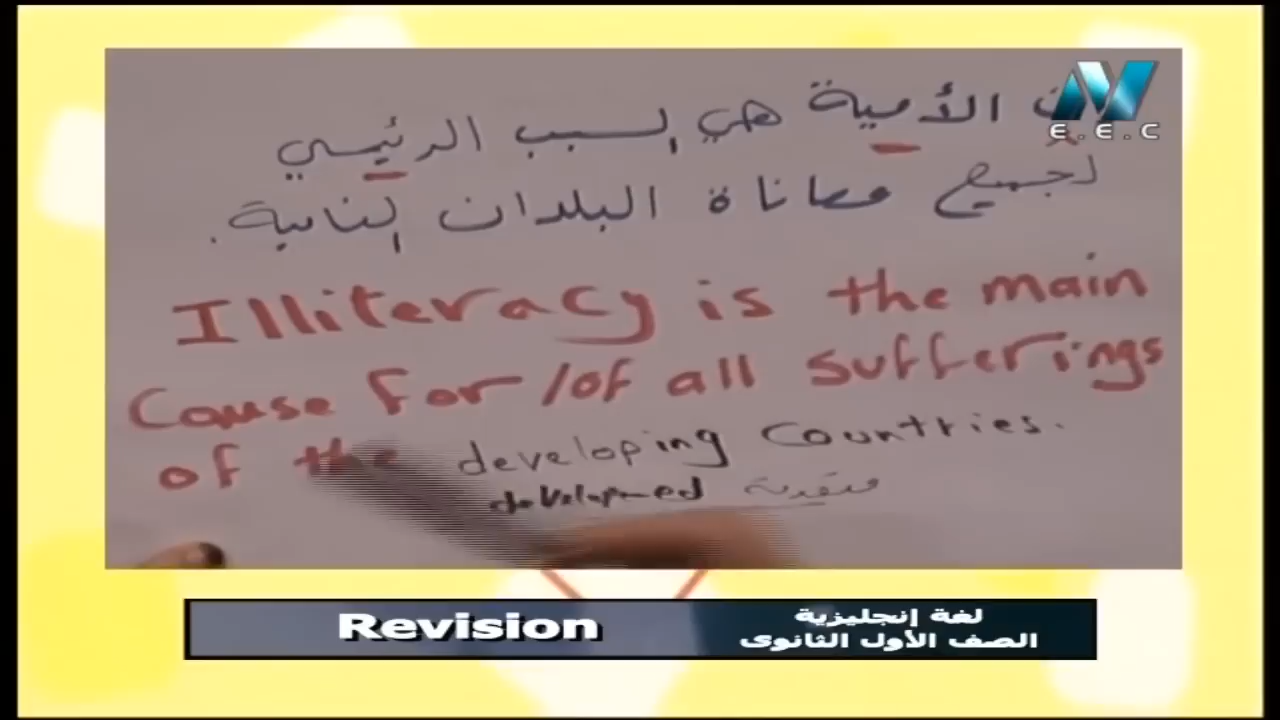 الأمية هي السبب الرئيسي
لجميع معاناة البلدان النامية.
Illiteracy is the main
Cause for/of all sufferings
of the developing Countries.
developed متقدمة
E.E.C
Revision
لغة إنجليزية
الصف الأول الثانوى